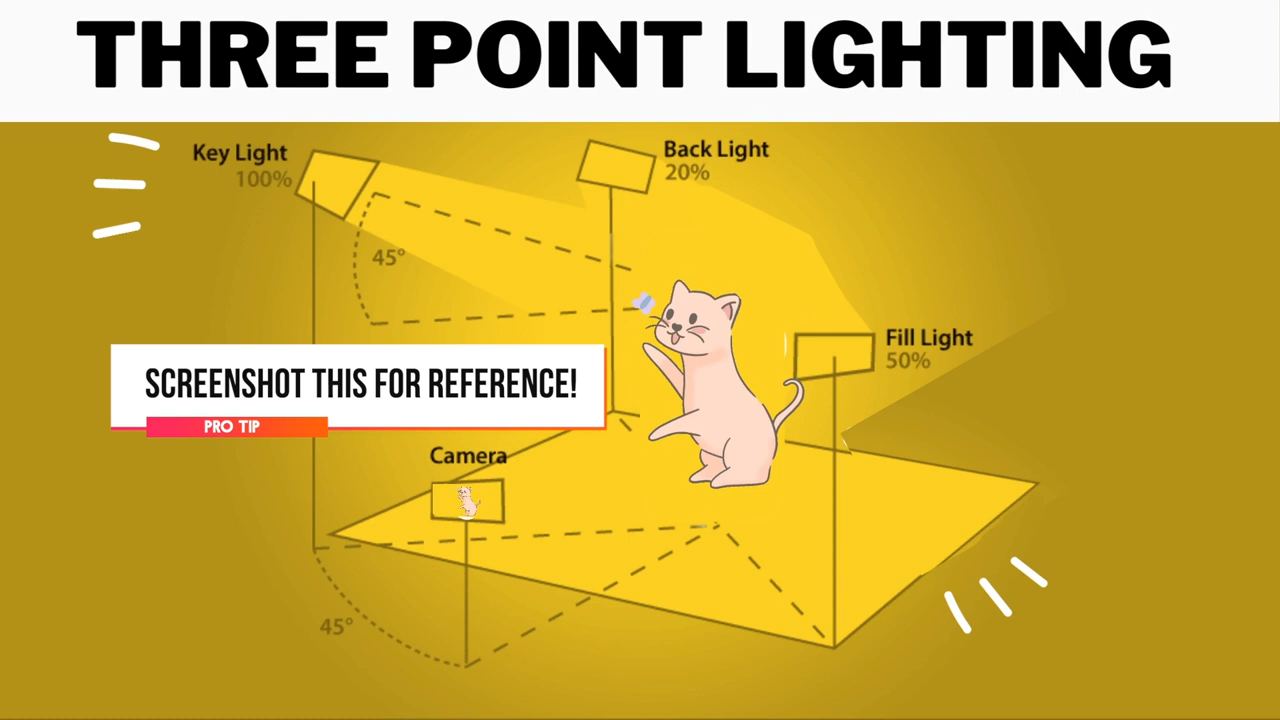 THREE POINT LIGHTING
Key Light
100%
Back Light
20%
45°
Fill Light
50%
SCREENSHOT THIS FOR REFERENCE!
PRO TIP
Camera
45°